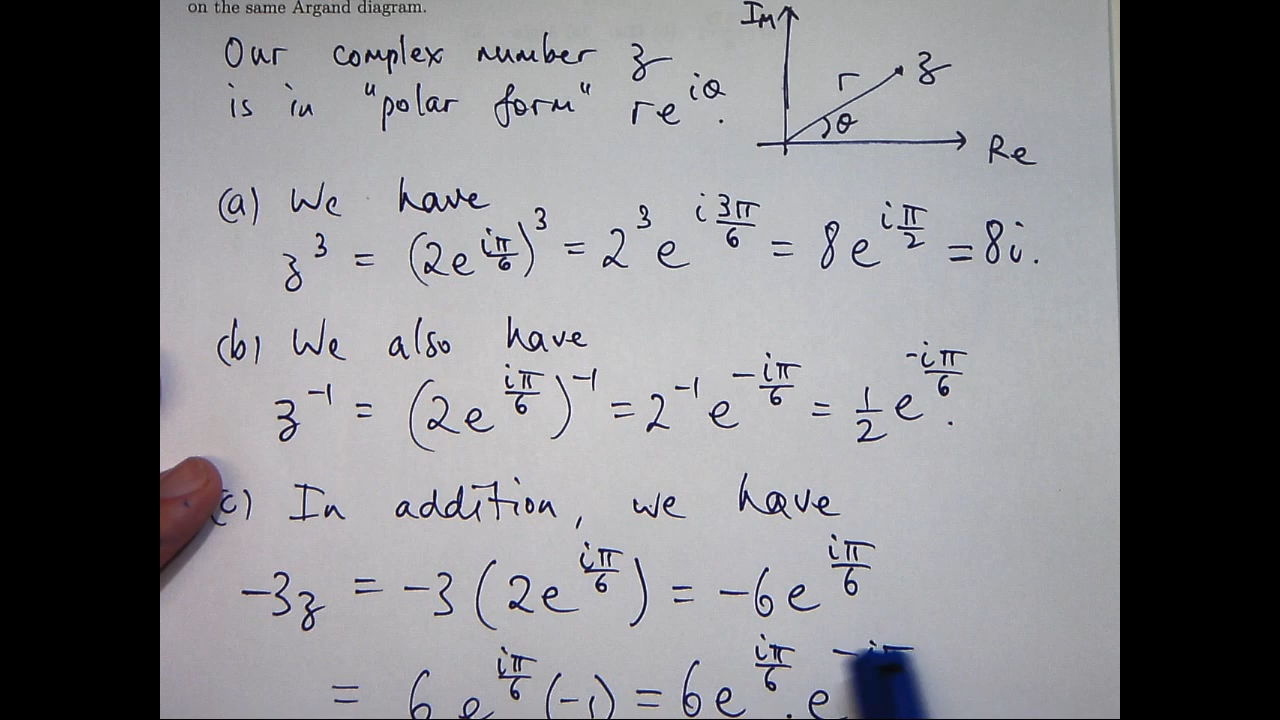 on the same Argand diagram.
Our complex number z
is in "polar form" re^{iθ}.
Im
r
z
θ
Re
(a) We have
z^3 = (2e^{iπ/6})^3 = 2^3 e^{i3π/6} = 8e^{iπ/2} = 8i.
(b) We also have
z^{-1} = (2e^{iπ/6})^{-1} = 2^{-1} e^{-iπ/6} = 1/2 e^{-iπ/6}.
(c) In addition, we have
-3z = -3(2e^{iπ/6}) = -6e^{iπ/6}
= 6e^{iπ/6}(-1) = 6e^{iπ/6}.e^{-iπ}